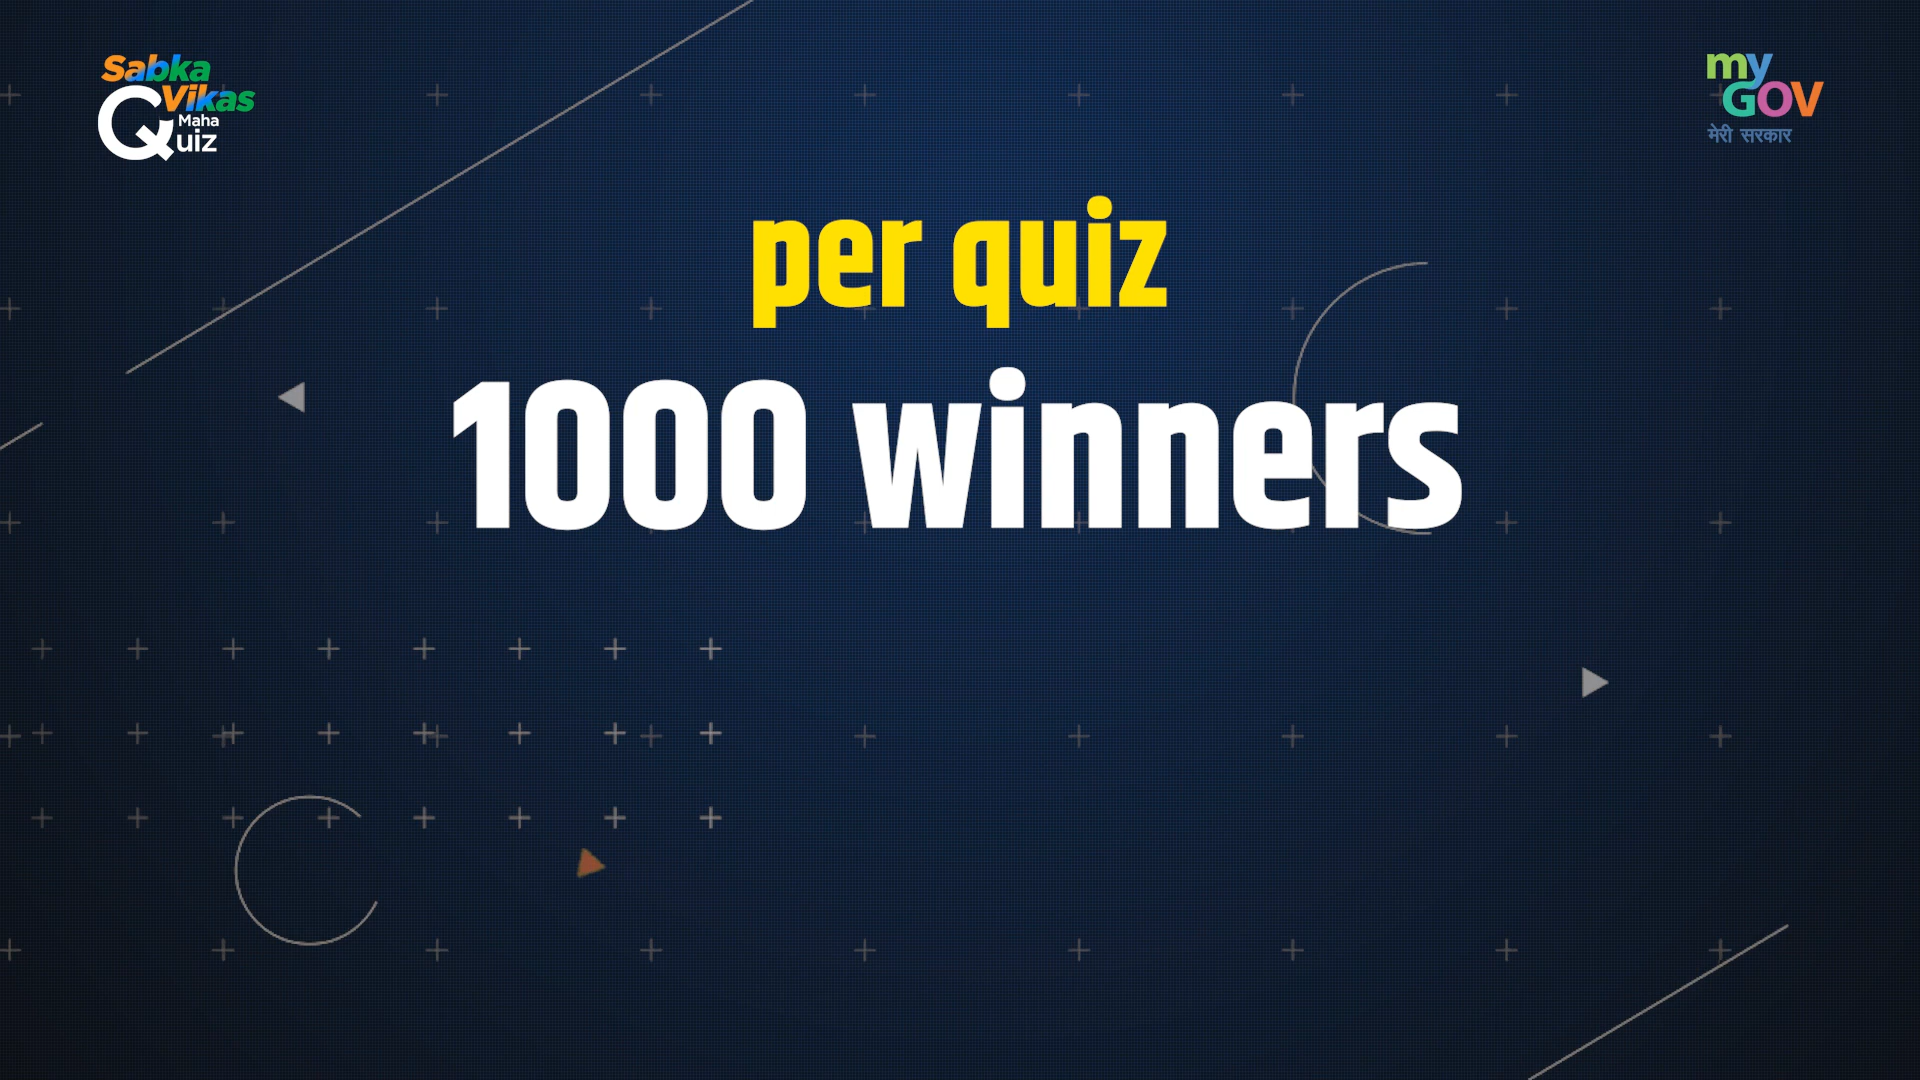 Sabka
Vikas
Maha
Quiz
my
GOV
मेरी सरकार
per quiz
1000 winners